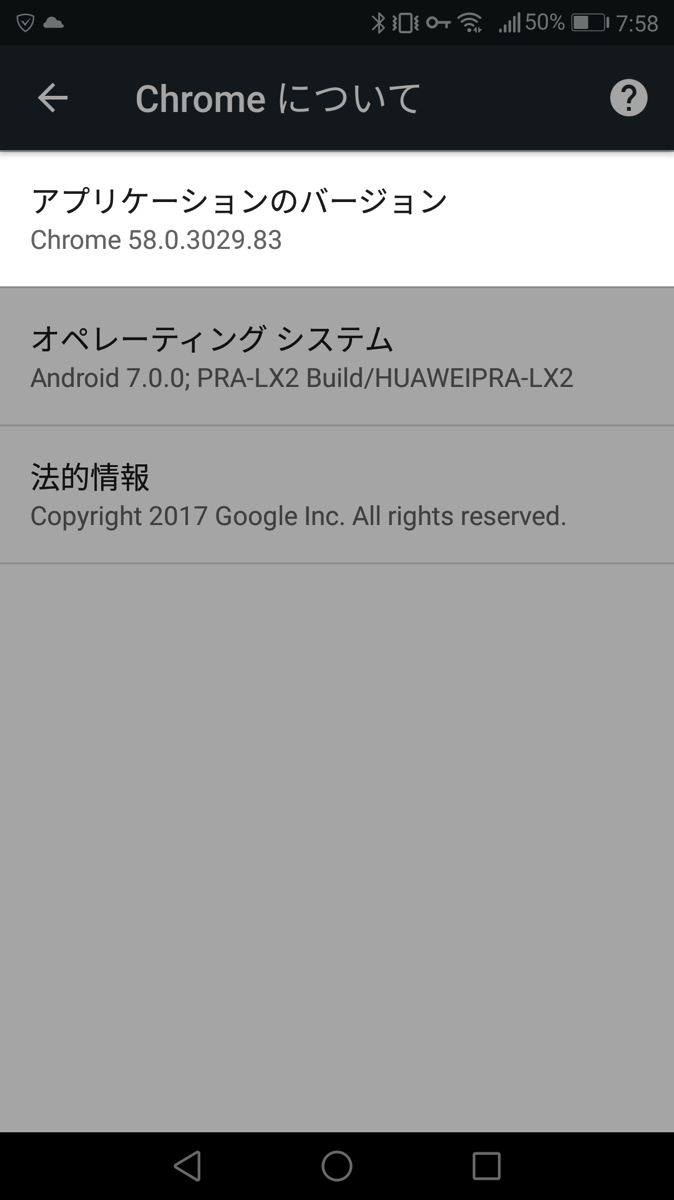 50% 7:58
Chrome について
アプリケーションのバージョン
Chrome 58.0.3029.83
オペレーティング システム
Android 7.0.0; PRA-LX2 Build/HUAWEIPRA-LX2
法的情報
Copyright 2017 Google Inc. All rights reserved.